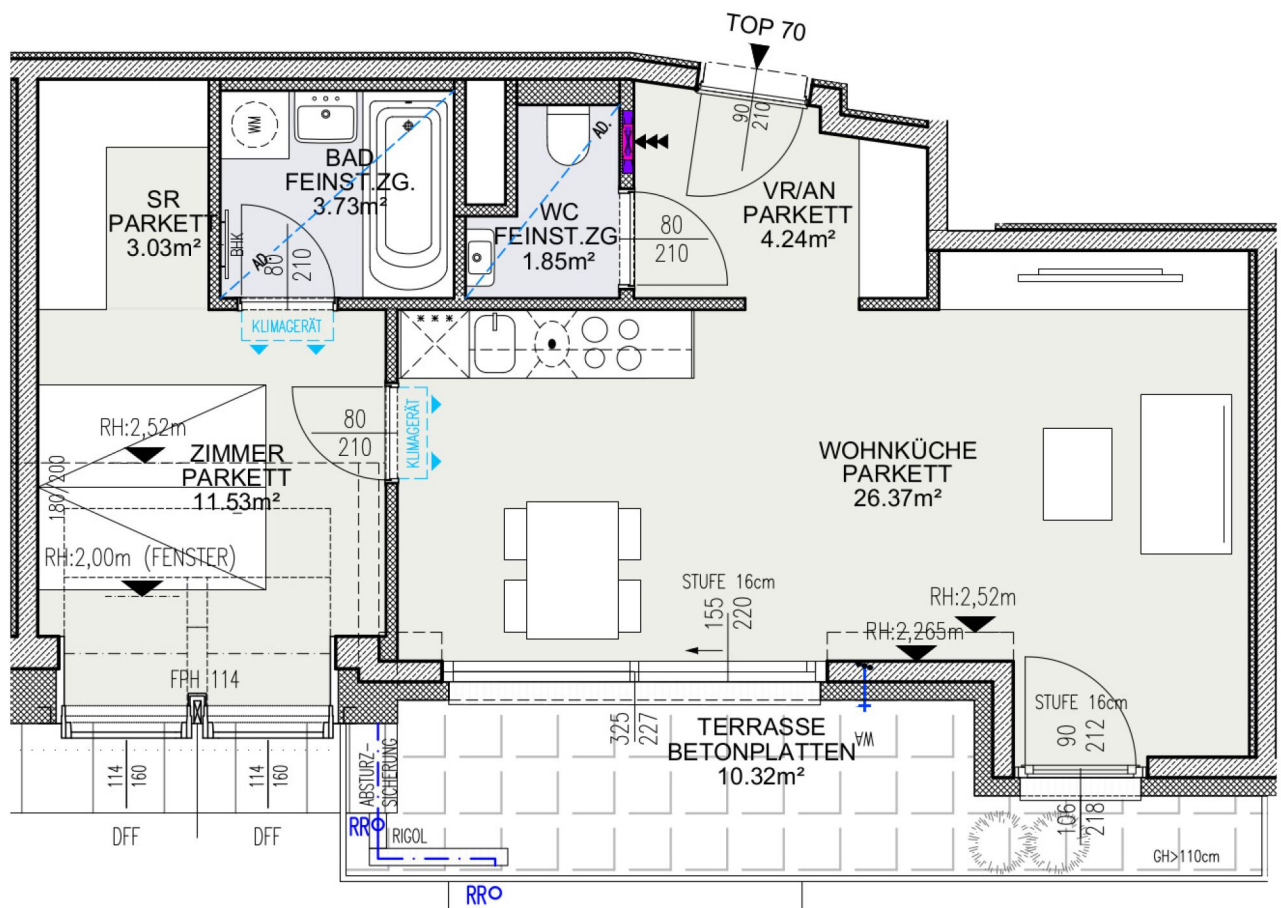 TOP 70
90
210
WM
BAD
FEINST.ZG.
3.73m²
AD.
SR
PARKETT
3.03m²
BHK
AD.
80
210
WC
FEINST.ZG
1.85m²
80
210
VR/AN
PARKETT
4.24m²
KLIMAGERÄT
KLIMAGERÄT
80
210
RH:2,52m
ZIMMER
PARKETT
11.53m²
180/200
RH:2,00m (FENSTER)
FPH 114
WOHNKÜCHE
PARKETT
26.37m²
STUFE 16cm
155
220
RH:2,52m
RH:2,265m
STUFE 16cm
90
212
325
227
TERRASSE
BETONPLATTEN
10.32m²
WA
ABSTURZ-
SICHERUNG
114
160
114
160
DFF
DFF
RRO
RIGOL
RRO
106
218
GH>110cm